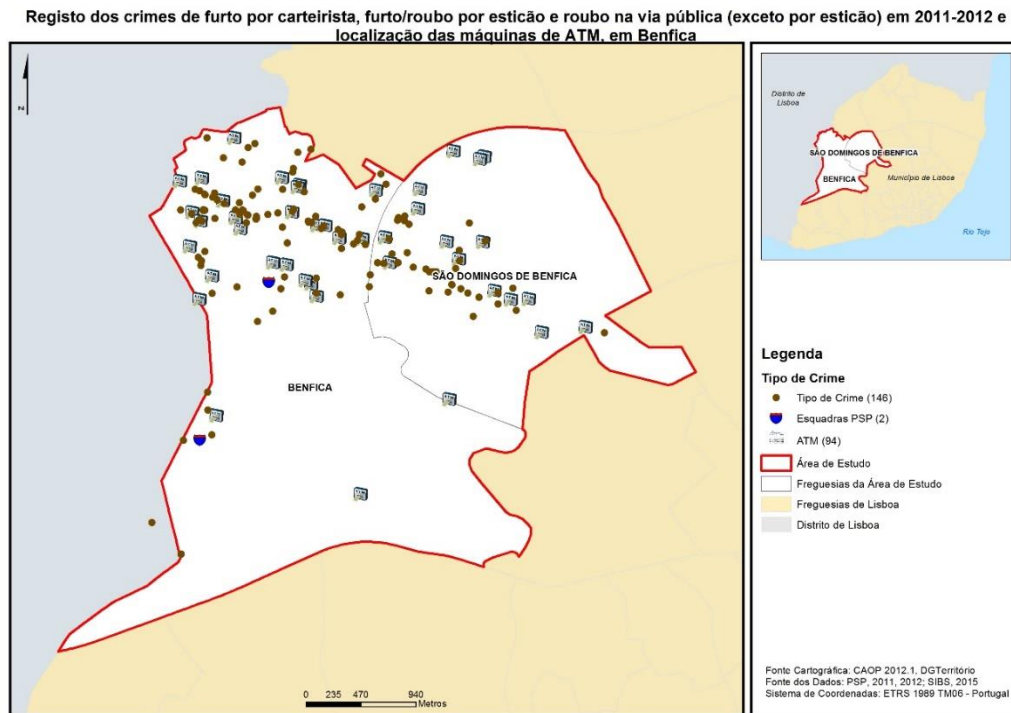 Registo dos crimes de furto por carteirista, furto/roubo por esticão e roubo na via pública (exceto por esticão) em 2011-2012 e
localização das máquinas de ATM, em Benfica
N
SÃO DOMINGOS DE BENFICA
BENFICA
0 235 470 940
Metros
Distrito de
Lisboa
SÃO DOMINGOS DE BENFICA
BENFICA
Município de Lisboa
Rio Tejo
Legenda
Tipo de Crime
Tipo de Crime (146)
Esquadras PSP (2)
ATM (94)
Área de Estudo
Freguesias da Área de Estudo
Freguesias de Lisboa
Distrito de Lisboa
Fonte Cartográfica: CAOP 2012.1, DGTerritório
Fonte dos Dados: PSP, 2011, 2012; SIBS, 2015
Sistema de Coordenadas: ETRS 1989 TM06 - Portugal